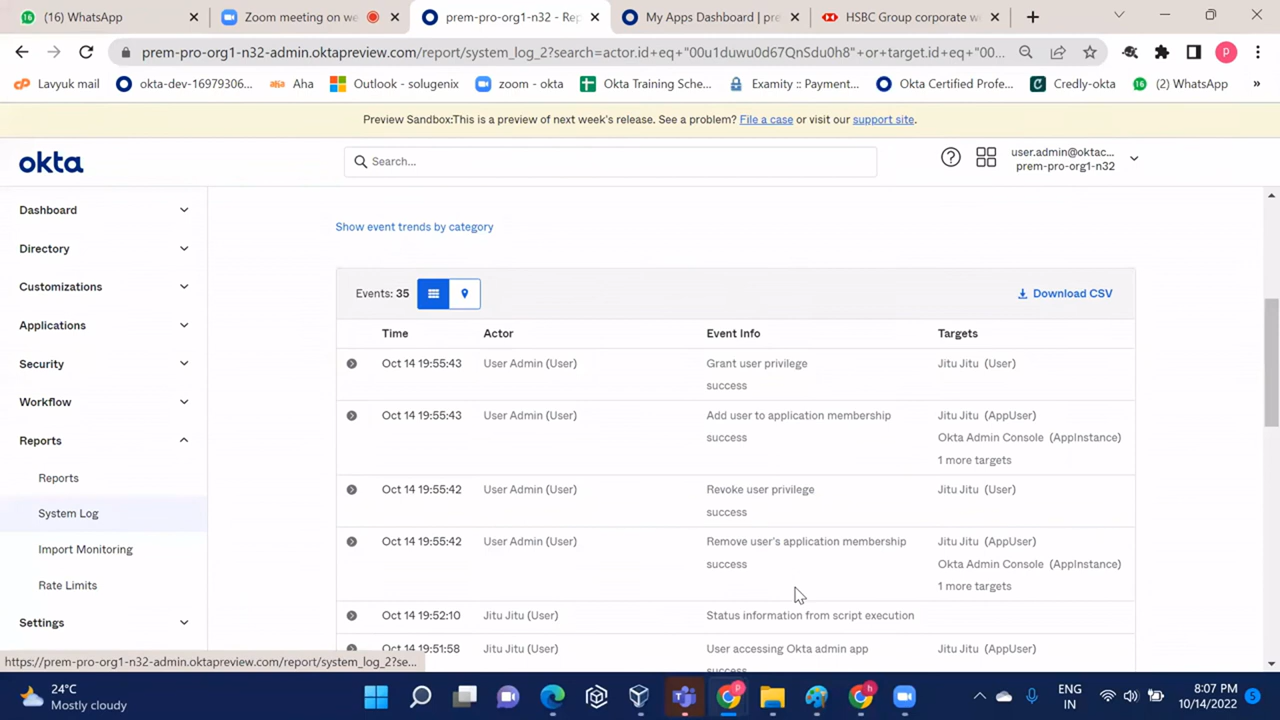 (16) WhatsApp
Zoom meeting on we
prem-pro-org1-n32 - Rep
My Apps Dashboard | pre
HSBC Group corporate w
prem-pro-org1-n32-admin.oktapreview.com/report/system_log_2?search=actor.id+eq+"00u1duwu0d67QnSdu0h8"+or+target.id+eq+"00...
P
Lavyuk mail
okta-dev-16979306...
Aha
Outlook - solugenix
zoom - okta
Okta Training Sche...
Examity :: Payment...
Okta Certified Profe...
Credly-okta
(2) WhatsApp
»
Preview Sandbox:This is a preview of next week's release. See a problem? File a case or visit our support site.
okta
Search...
user.admin@oktac...
prem-pro-org1-n32
Dashboard
Directory
Customizations
Applications
Security
Workflow
Reports
Reports
System Log
Import Monitoring
Rate Limits
Settings
Show event trends by category
Events: 35
Download CSV
Time Actor Event Info Targets
Oct 14 19:55:43 User Admin (User) Grant user privilege Jitu Jitu (User)
success
Oct 14 19:55:43 User Admin (User) Add user to application membership Jitu Jitu (AppUser)
success Okta Admin Console (AppInstance)
1 more targets
Oct 14 19:55:42 User Admin (User) Revoke user privilege Jitu Jitu (User)
success
Oct 14 19:55:42 User Admin (User) Remove user's application membership Jitu Jitu (AppUser)
success Okta Admin Console (AppInstance)
1 more targets
Oct 14 19:52:10 Jitu Jitu (User) Status information from script execution
Oct 14 19:51:58 Jitu Jitu (User) User accessing Okta admin app Jitu Jitu (AppUser)
success
https://prem-pro-org1-n32-admin.oktapreview.com/report/system_log_2?se...
24°C
Mostly cloudy
ENG
IN
8:07 PM
10/14/2022
5